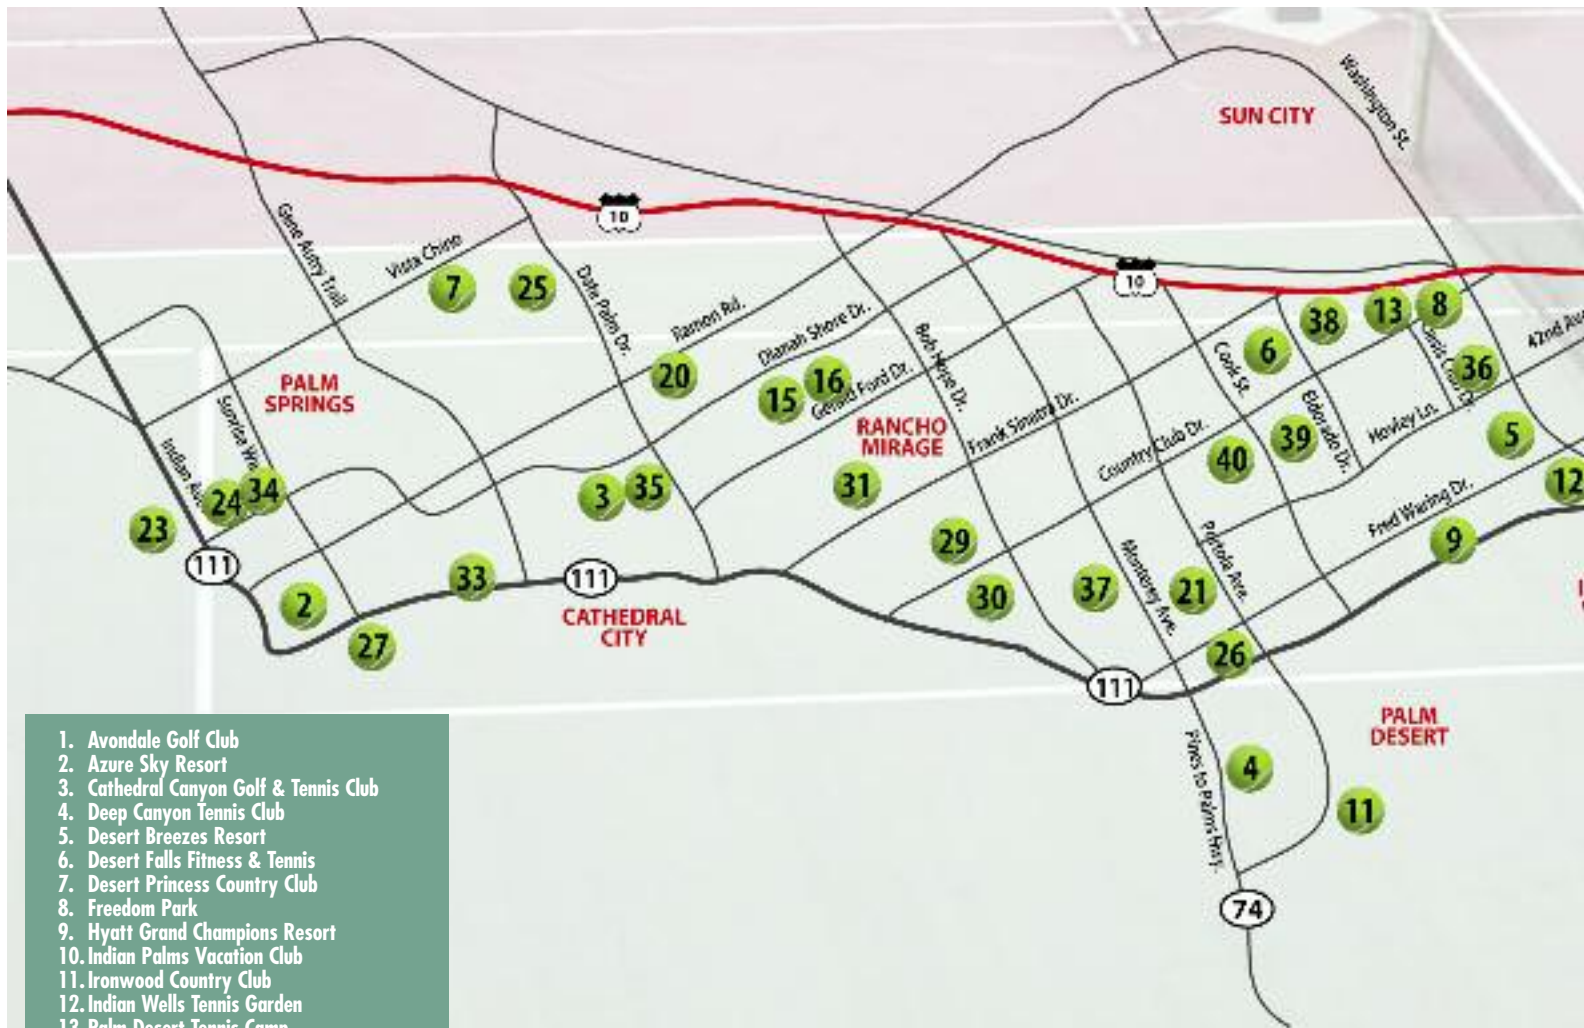 Washington St.
SUN CITY
10
Gene Autry Trail
Vista Chino
7
25
Date Palm Dr.
10
38
13
8
Ramon Rd.
Dianah Shore Dr.
Bob Hope Dr.
Cook St.
6
42nd
36
20
16
15
Gerald Ford Dr.
PALM
SPRINGS
Sunrise
Frank Sinatra Dr.
Eldorado Dr.
Hovley Ln.
RANCHO
MIRAGE
Country Club Dr.
39
5
40
Indian Ave.
24
34
3
35
31
12
Fred Waring Dr.
23
111
29
9
Portola Ave.
Monterey Ave.
33
111
2
30
37
21
CATHEDRAL
CITY
27
26
111
PALM
DESERT
Pines to Palms Hwy.
4
11
74
1. Avondale Golf Club
2. Azure Sky Resort
3. Cathedral Canyon Golf & Tennis Club
4. Deep Canyon Tennis Club
5. Desert Breezes Resort
6. Desert Falls Fitness & Tennis
7. Desert Princess Country Club
8. Freedom Park
9. Hyatt Grand Champions Resort
10. Indian Palms Vacation Club
11. Ironwood Country Club
12. Indian Wells Tennis Garden
13. Palm Desert Tennis Camp